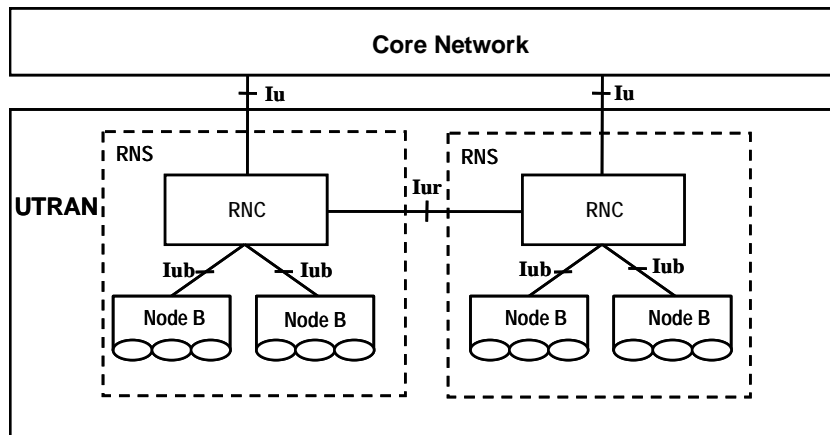 Core Network
Iu
Iu
RNS
RNS
UTRAN
RNC
Iur
RNC
Iub
Iub
Iub
Iub
Node B
Node B
Node B
Node B